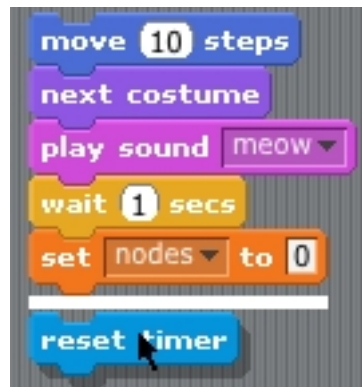 move 10 steps
next costume
play sound meow
wait 1 secs
set nodes to 0
reset timer